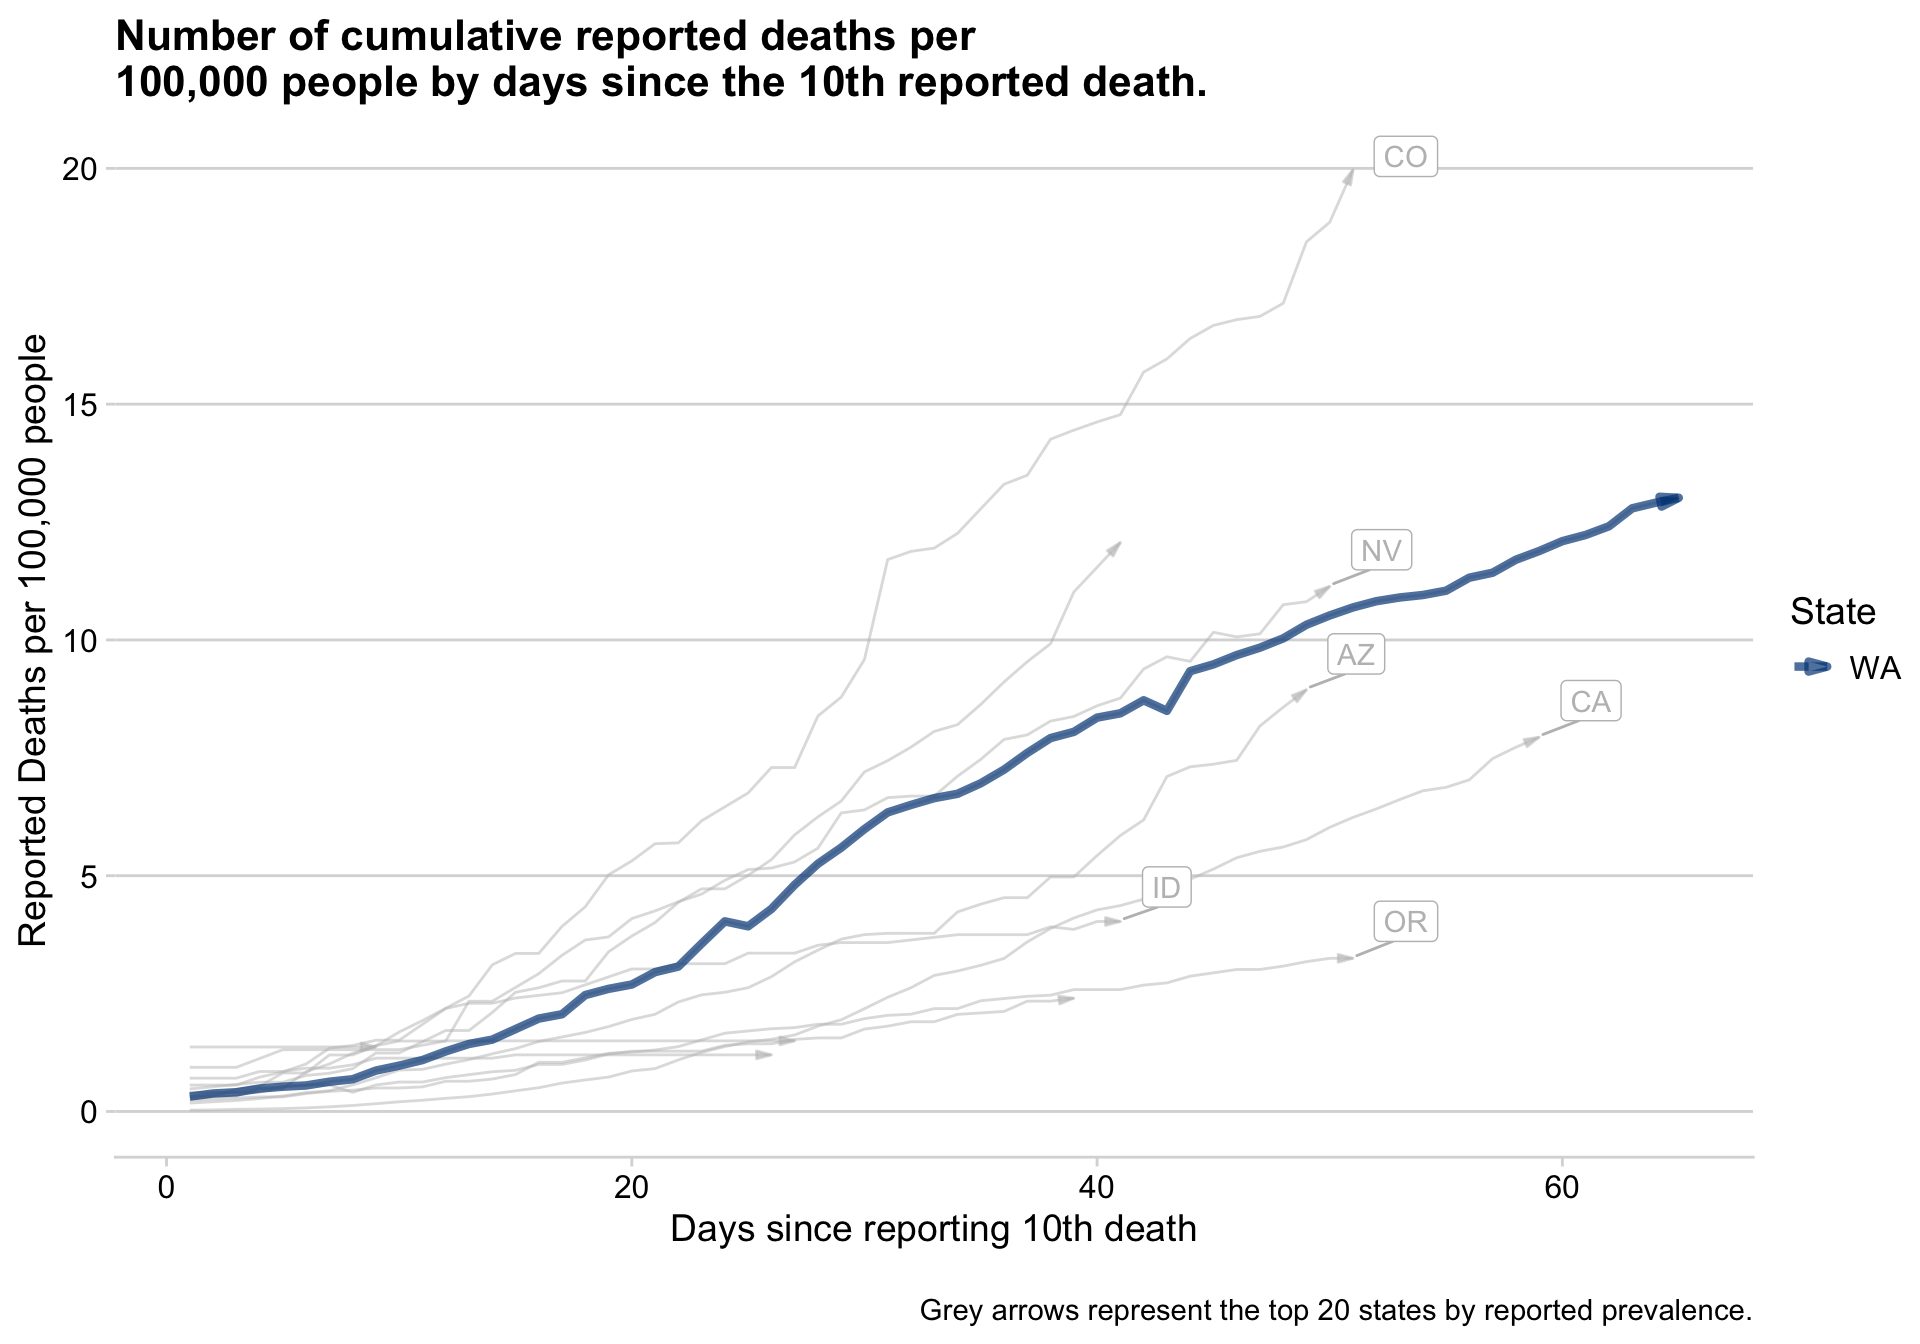 Number of cumulative reported deaths per
100,000 people by days since the 10th reported death.
Reported Deaths per 100,000 people
20
15
10
5
0
CO
NV
AZ
CA
ID
OR
State
WA
0 20 40 60
Days since reporting 10th death
Grey arrows represent the top 20 states by reported prevalence.